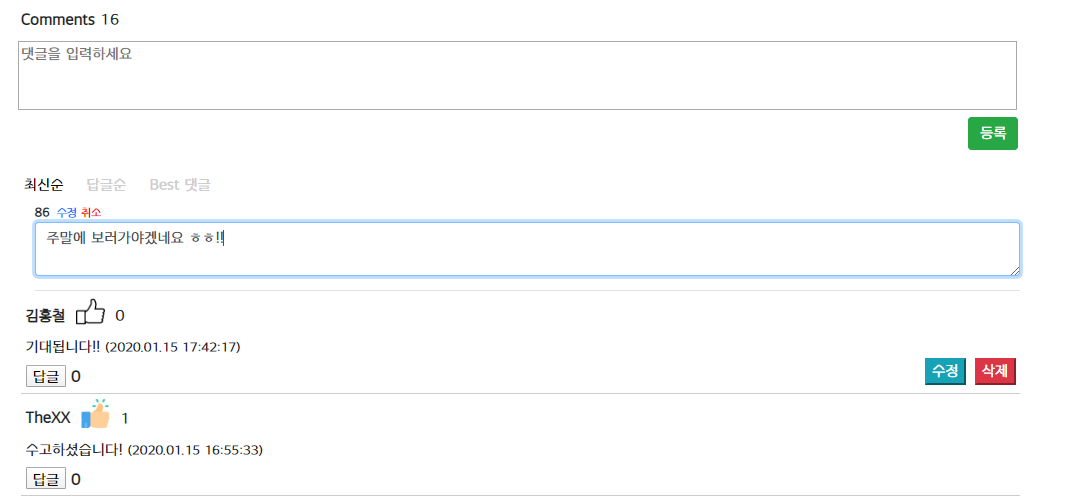 Comments 16
댓글을 입력하세요
등록
최신순 답글순 Best 댓글
86 수정 취소
주말에 보러가야겠네요 ㅎㅎ!!
김홍철 0
기대됩니다!! (2020.01.15 17:42:17)
답글 0 수정 삭제
TheXX 1
수고하셨습니다! (2020.01.15 16:55:33)
답글 0